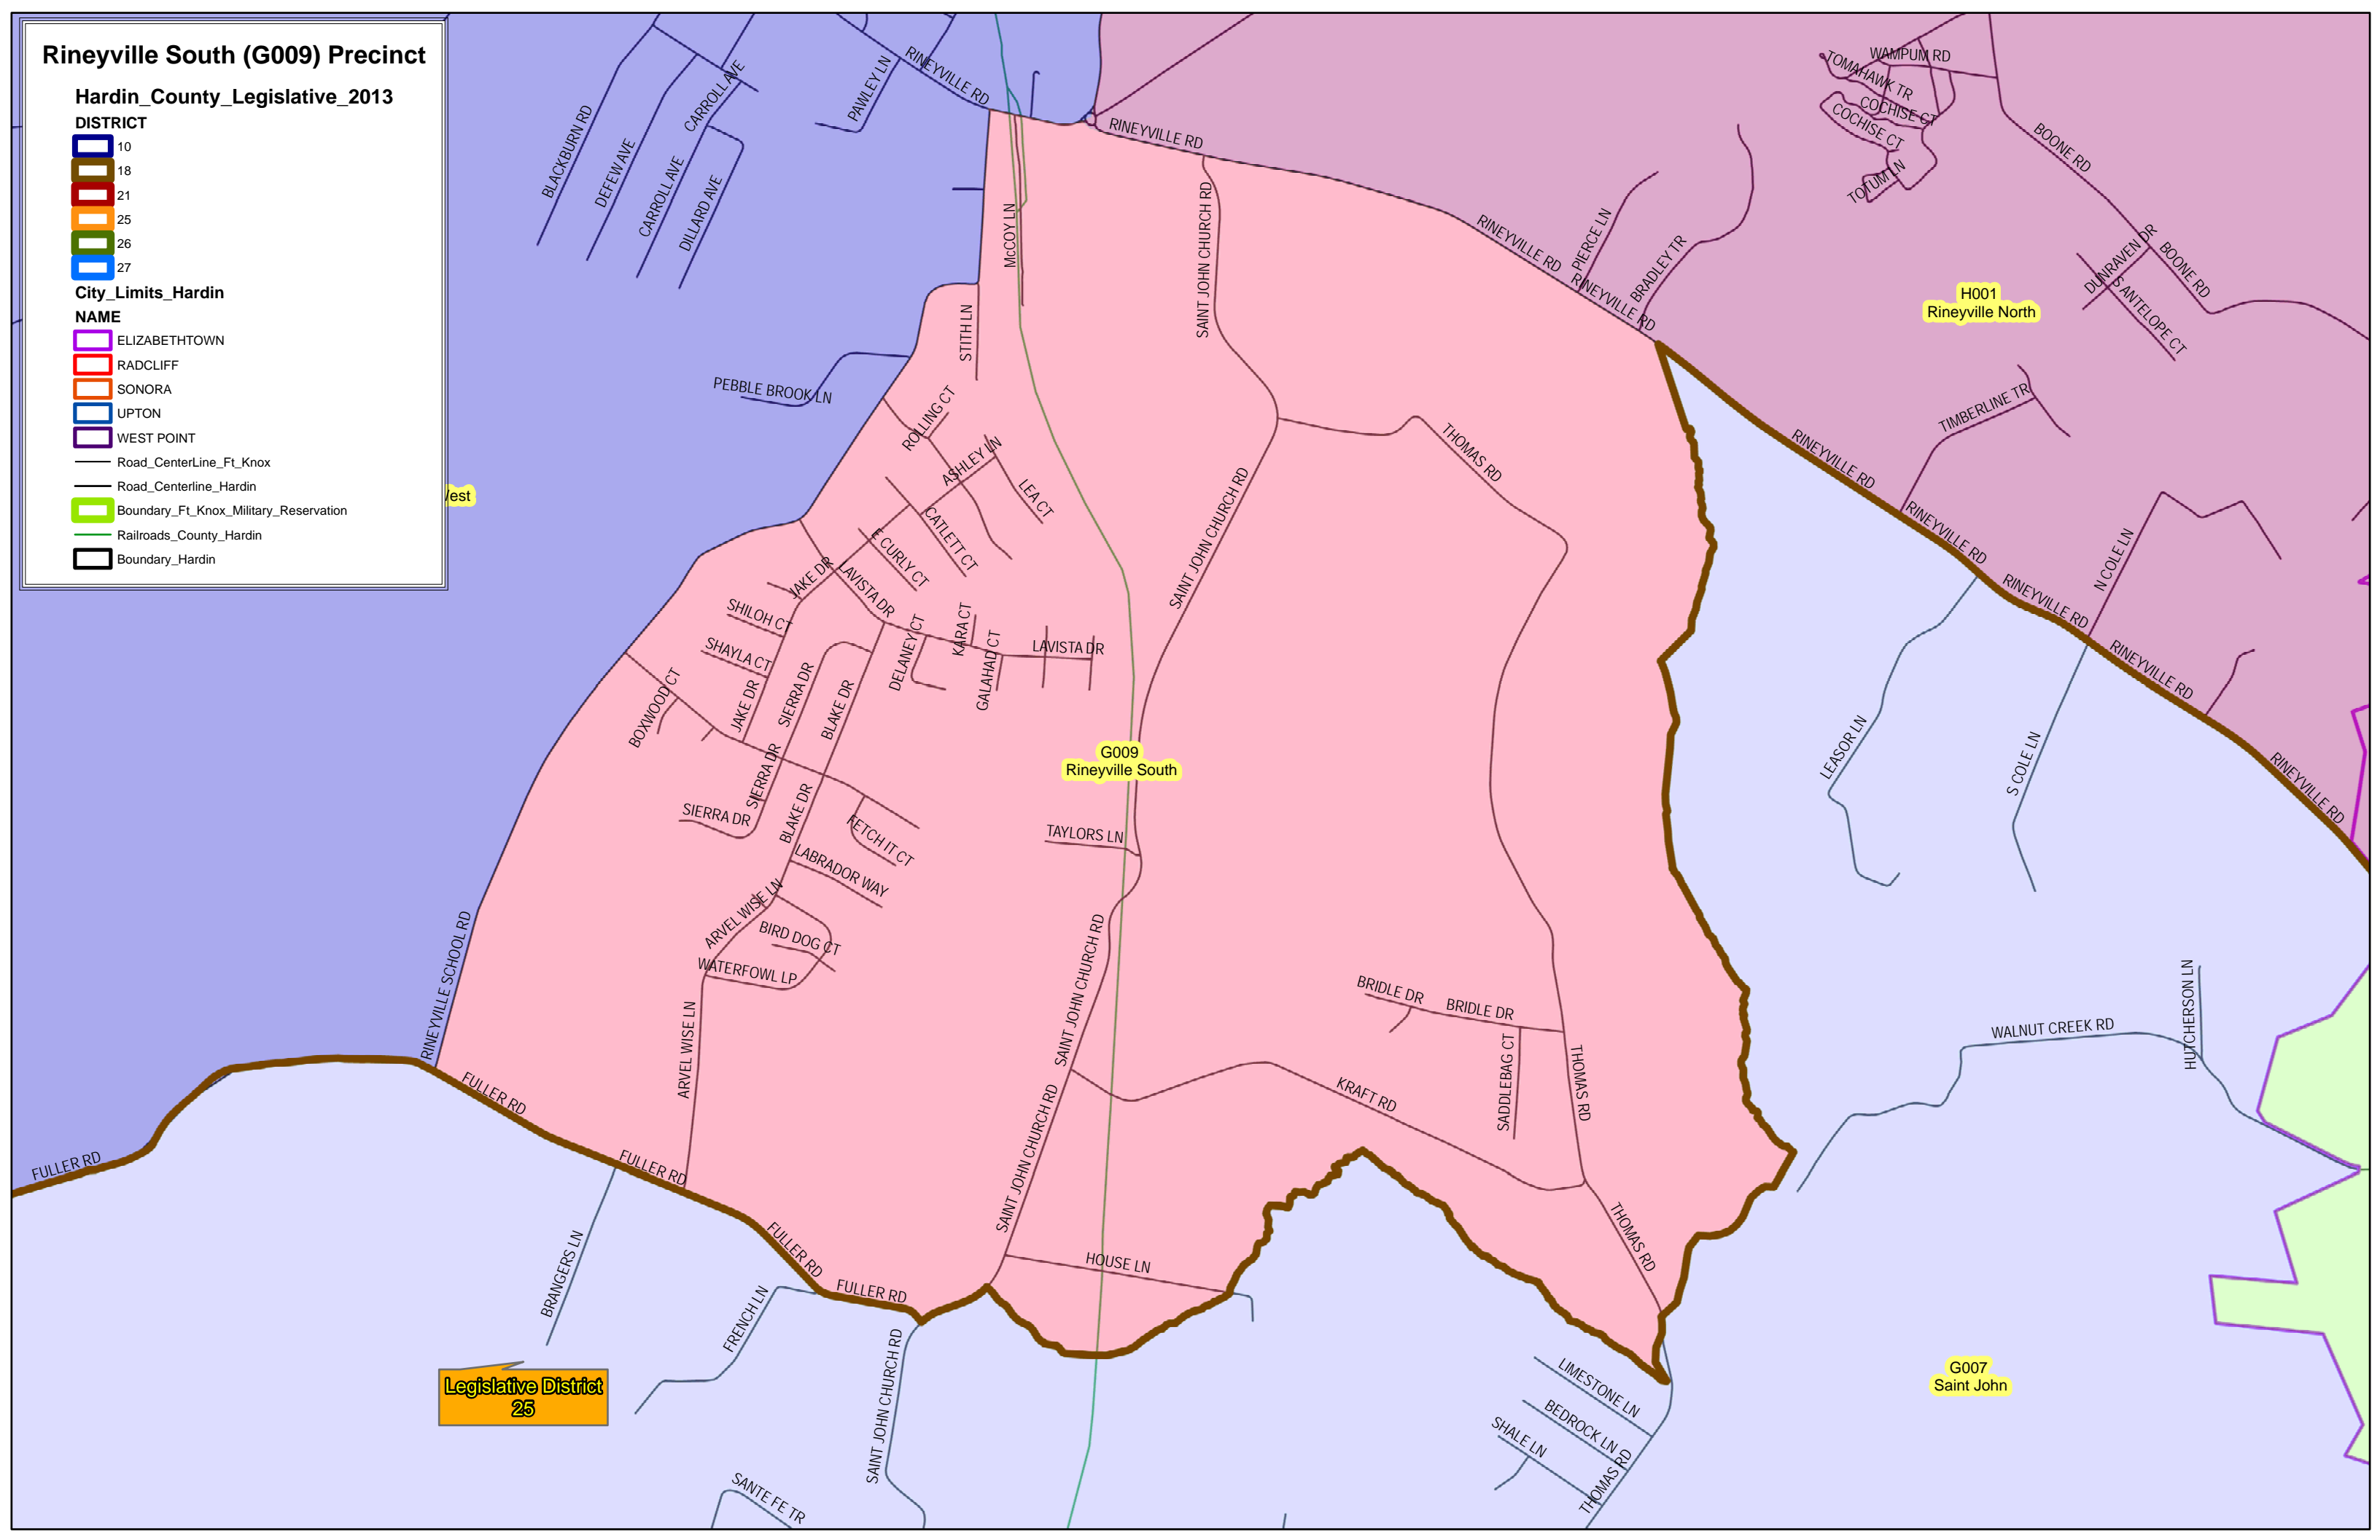 Rineyville South (G009) Precinct
Hardin_County_Legislative_2013
DISTRICT
10
18
21
25
26
27
City_Limits_Hardin
NAME
ELIZABETHTOWN
RADCLIFF
SONORA
UPTON
WEST POINT
Road_CenterLine_Ft_Knox
Road_Centerline_Hardin
Boundary_Ft_Knox_Military_Reservation
Railroads_County_Hardin
Boundary_Hardin
BLACKBURN RD
DEFEW AVE
CARROLL AVE
CARROLL AVE
DILLARD AVE
PAWLEY LN
RINEYVILLE RD
RINEYVILLE RD
McCOY LN
SAINT JOHN CHURCH RD
RINEYVILLE RD
RINEYVILLE RD
PIERCE LN
BRADLEY TR
WAMPUM RD
TOMAHAWK TR
COCHISE CT
COCHISE CT
TOTUM LN
BOONE RD
BOONE RD
DUNRAVEN DR
S ANTELOPE CT
H001
Rineyville North
TIMBERLINE TR
RINEYVILLE RD
RINEYVILLE RD
RINEYVILLE RD
RINEYVILLE RD
RINEYVILLE RD
N COLE LN
S COLE LN
LEASOR LN
STITH LN
PEBBLE BROOK LN
ROLLING CT
ASHLEY LN
LEA CT
CATLETT CT
E CURLY CT
JAKE DR
LAVISTA DR
SHILOH CT
SHAYLA CT
JAKE DR
BOXWOOD CT
SIERRA DR
SIERRA DR
SIERRA DR
BLAKE DR
BLAKE DR
DELANEY CT
KARA CT
GALAHAD CT
LAVISTA DR
SAINT JOHN CHURCH RD
THOMAS RD
G009
Rineyville South
TAYLORS LN
FETCH IT CT
LABRADOR WAY
ARVEL WISE LN
BIRD DOG CT
WATERFOWL LP
ARVEL WISE LN
RINEYVILLE SCHOOL RD
SAINT JOHN CHURCH RD
SAINT JOHN CHURCH RD
BRIDLE DR
BRIDLE DR
SADDLEBAG CT
THOMAS RD
KRAFT RD
THOMAS RD
WALNUT CREEK RD
HUTCHERSON LN
FULLER RD
FULLER RD
FULLER RD
FULLER RD
FULLER RD
HOUSE LN
BRANGERS LN
FRENCH LN
SAINT JOHN CHURCH RD
SANTE FE TR
Legislative District
25
LIMESTONE LN
BEDROCK LN
SHALE LN
THOMAS RD
G007
Saint John